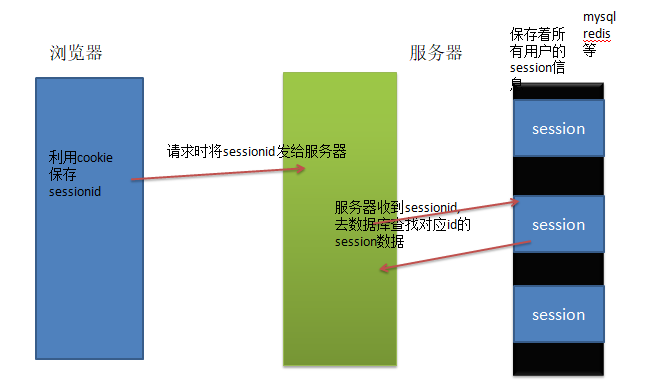 浏览器
服务器
保存着所
有用户的
session信
息
mysql
redis
等
利用cookie
保存
sessionid
请求时将sessionid发给服务器
服务器收到sessionid,
去数据库查找对应id的
session数据
session
session
session